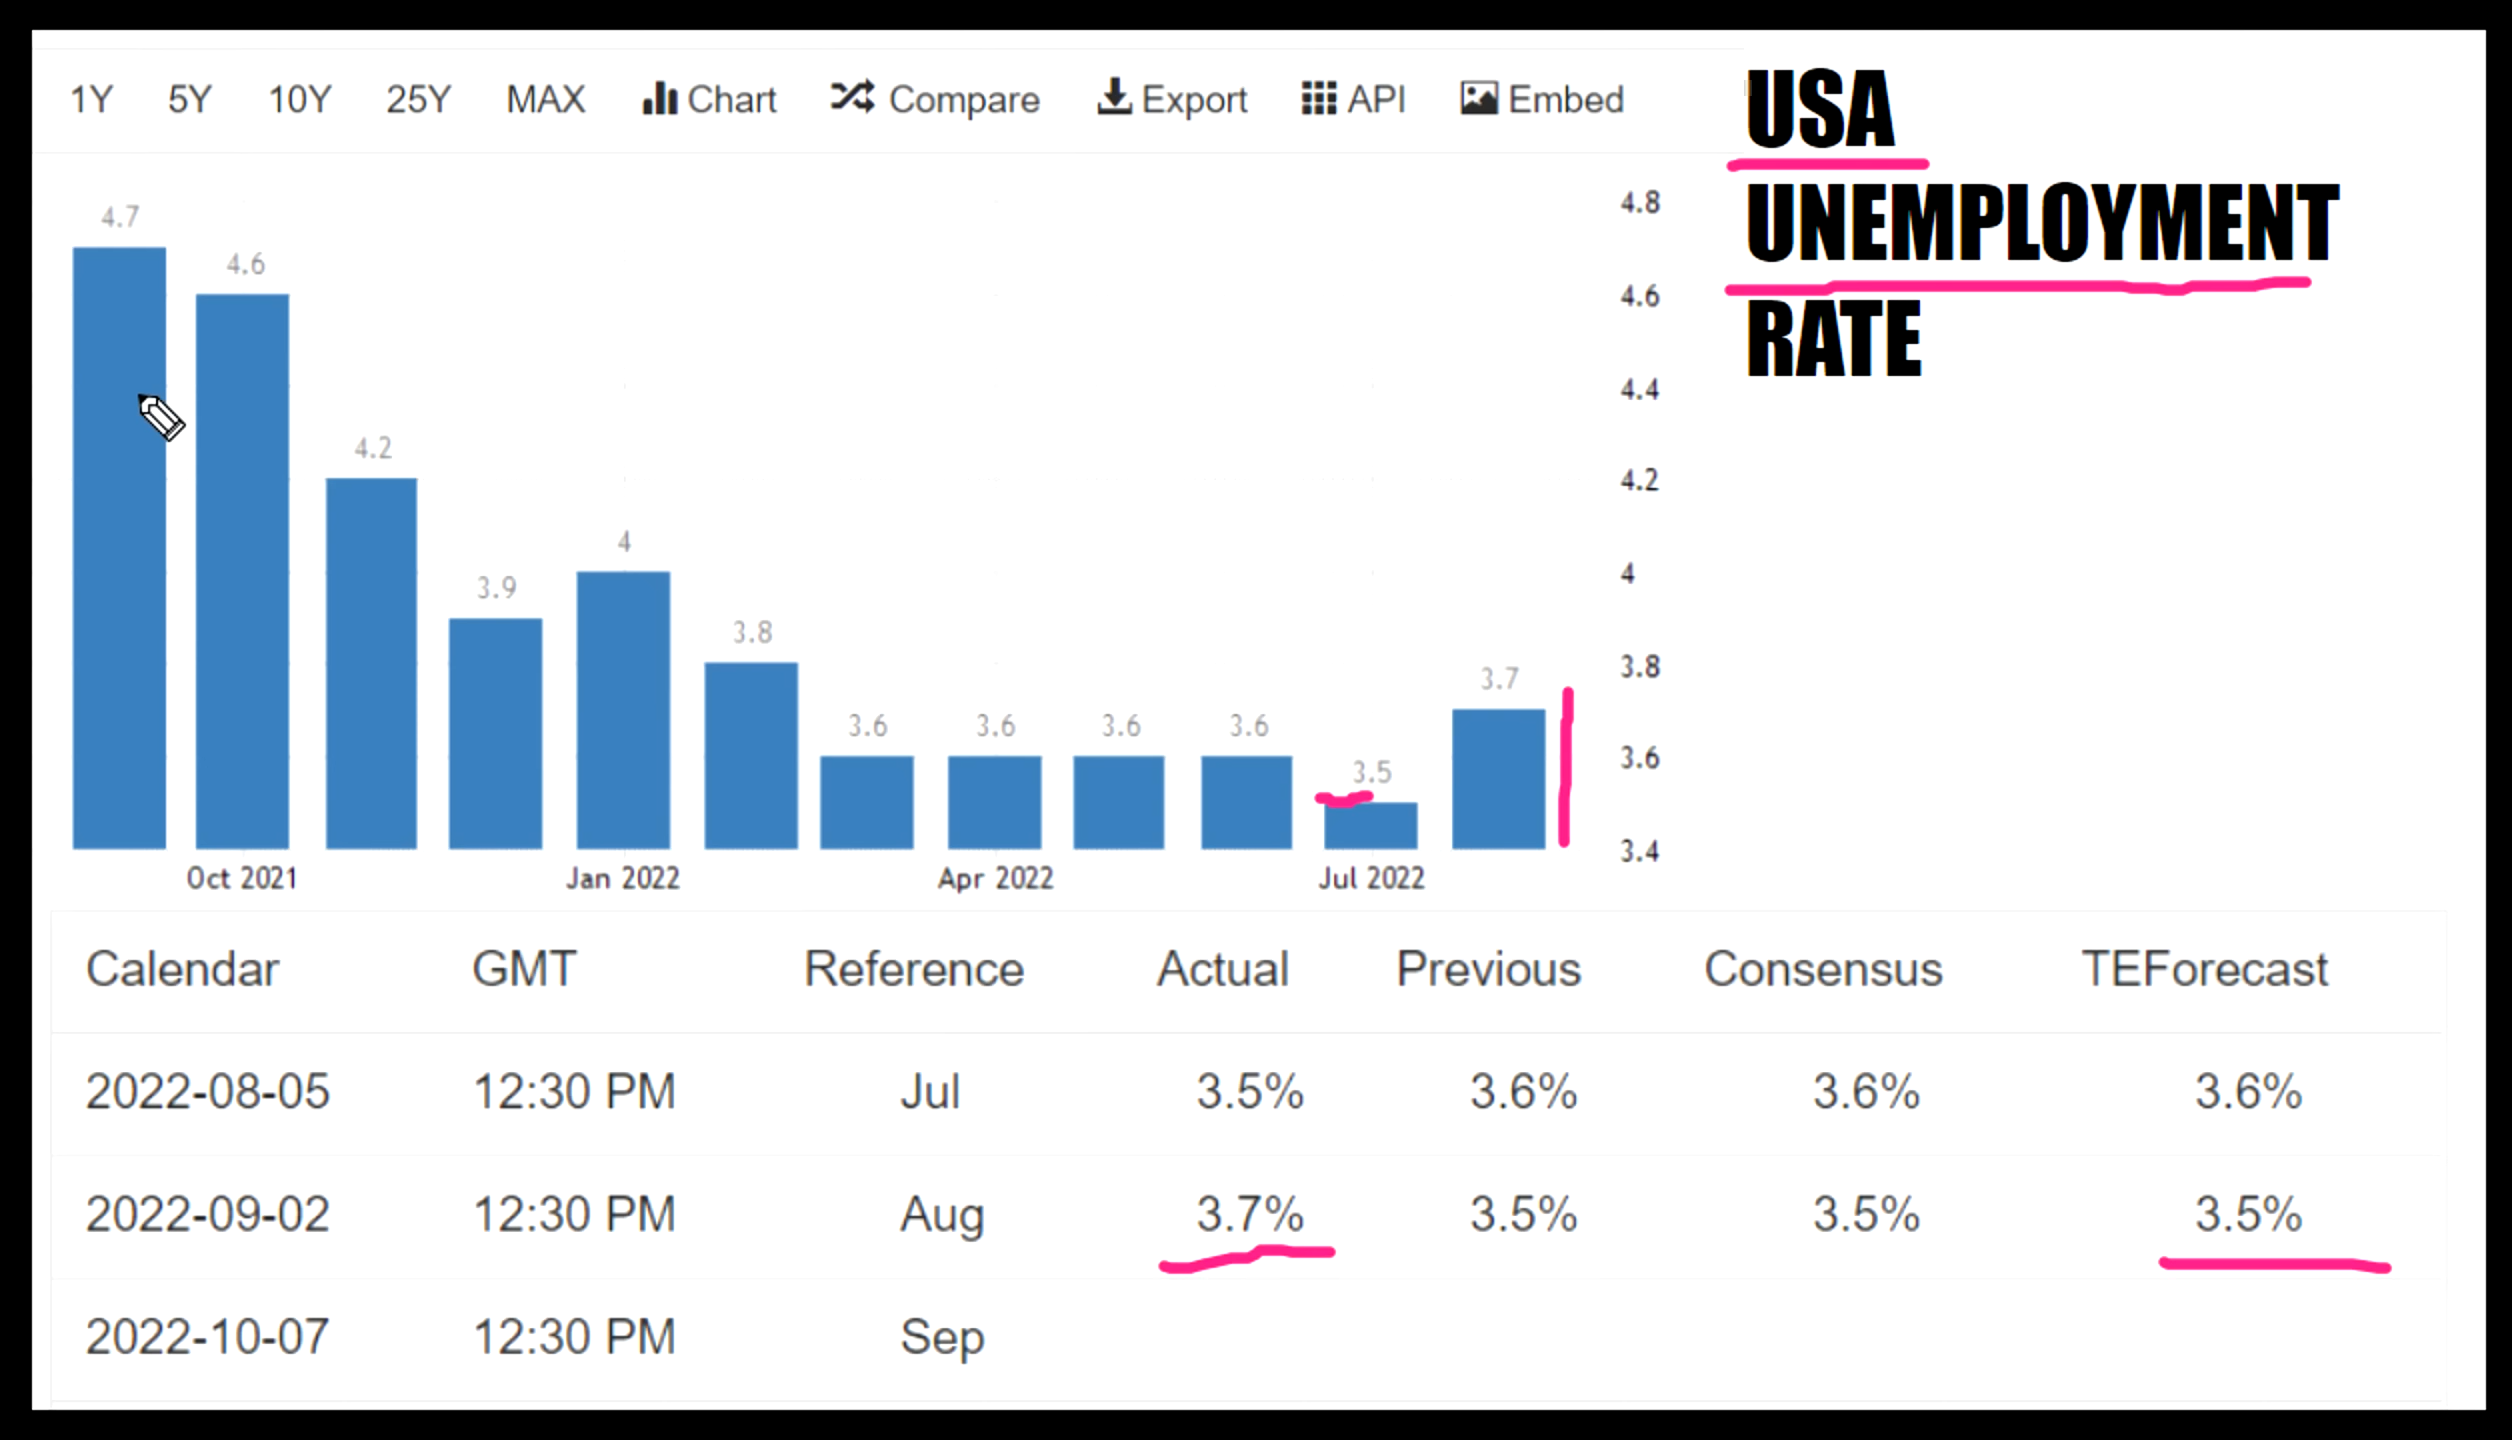 1Y 5Y 10Y 25Y MAX Chart Compare Export API Embed
USA
UNEMPLOYMENT
RATE
4.7
4.6
4.2
3.9
4
3.8
3.6
3.6
3.6
3.6
3.5
3.7
4.8
4.6
4.4
4.2
4
3.8
3.6
3.4
Oct 2021 Jan 2022 Apr 2022 Jul 2022
Calendar GMT Reference Actual Previous Consensus TEForecast
2022-08-05 12:30 PM Jul 3.5% 3.6% 3.6% 3.6%
2022-09-02 12:30 PM Aug 3.7% 3.5% 3.5% 3.5%
2022-10-07 12:30 PM Sep